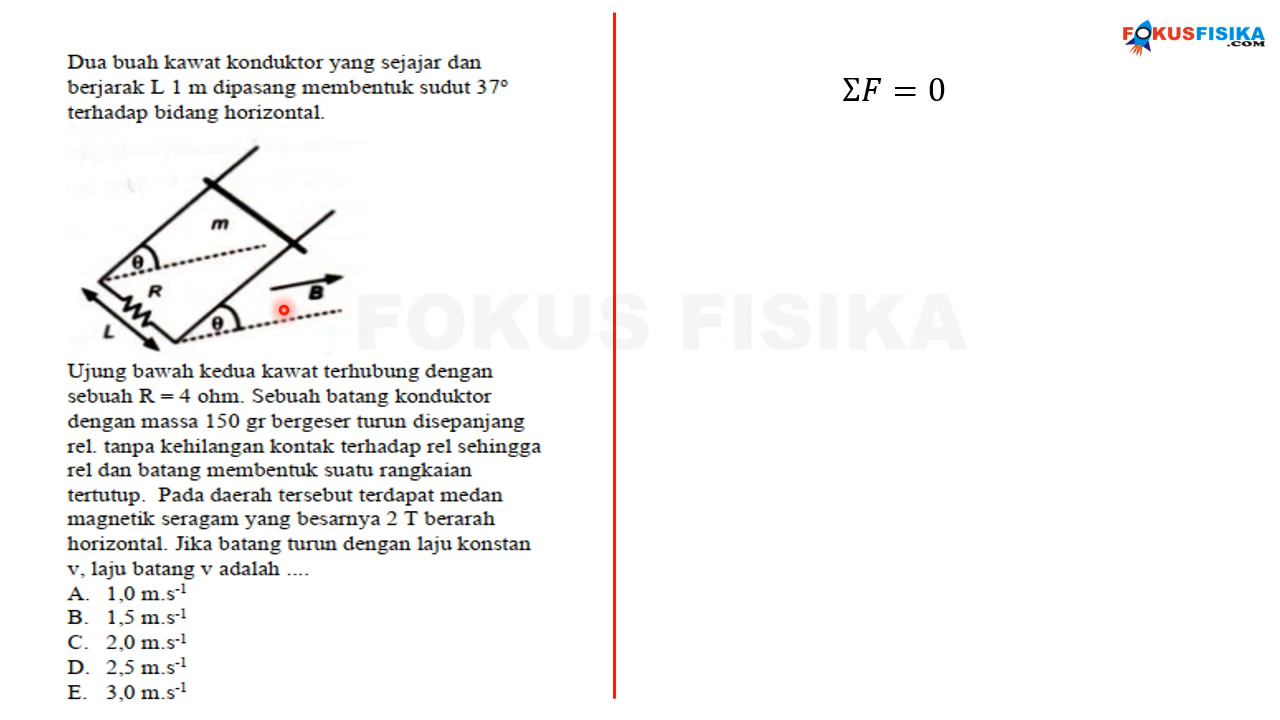 Dua buah kawat konduktor yang sejajar dan
berjarak L 1 m dipasang membentuk sudut 37°
terhadap bidang horizontal.
m
θ
R
B
L
θ
Ujung bawah kedua kawat terhubung dengan
sebuah R = 4 ohm. Sebuah batang konduktor
dengan massa 150 gr bergeser turun disepanjang
rel. tanpa kehilangan kontak terhadap rel sehingga
rel dan batang membentuk suatu rangkaian
tertutup. Pada daerah tersebut terdapat medan
magnetik seragam yang besarnya 2 T berarah
horizontal. Jika batang turun dengan laju konstan
v, laju batang v adalah ....
A. 1,0 m.s⁻¹
B. 1,5 m.s⁻¹
C. 2,0 m.s⁻¹
D. 2,5 m.s⁻¹
E. 3,0 m.s⁻¹
FOKUSFISIKA
.COM
ΣF = 0
FOKUS FISIKA